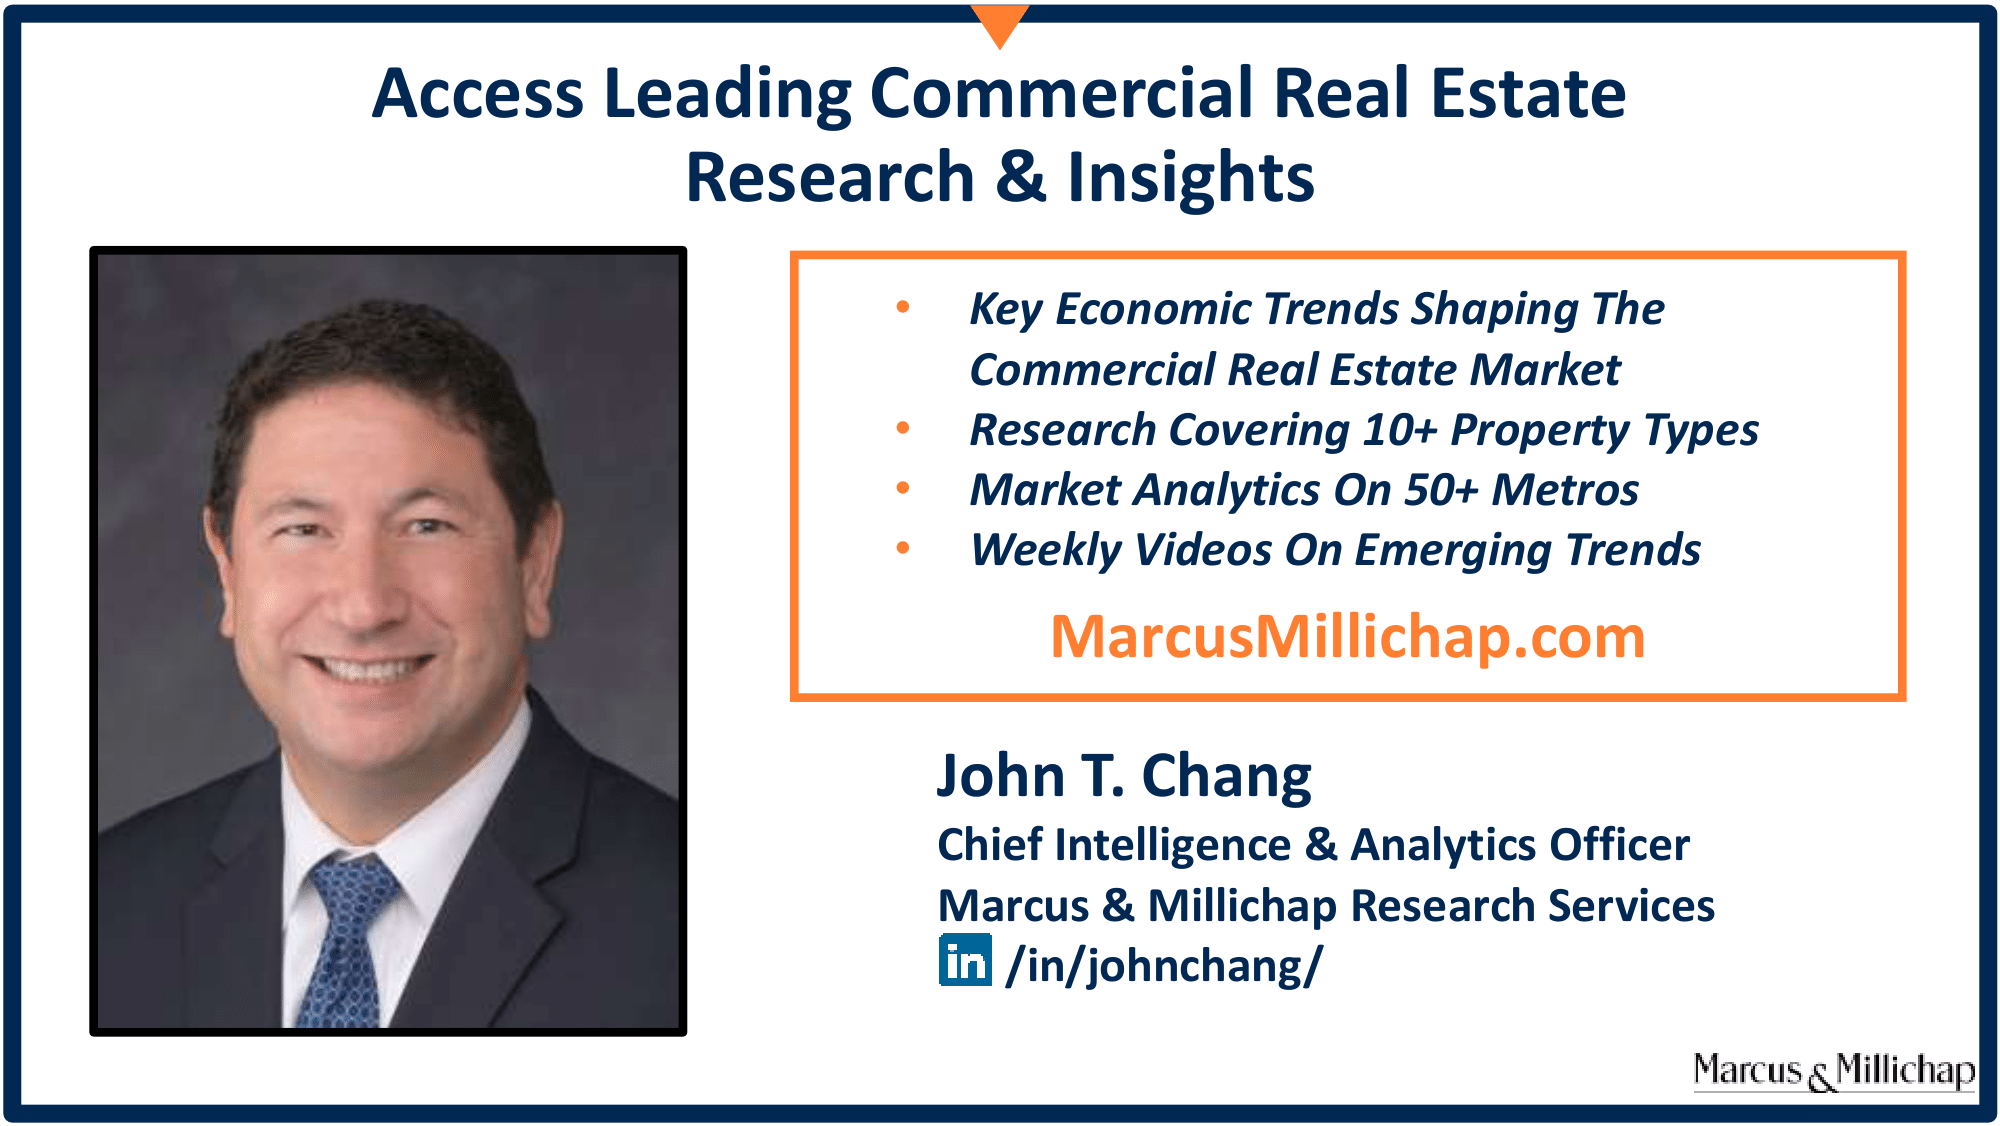 Access Leading Commercial Real Estate
Research & Insights
• Key Economic Trends Shaping The
Commercial Real Estate Market
• Research Covering 10+ Property Types
• Market Analytics On 50+ Metros
• Weekly Videos On Emerging Trends
MarcusMillichap.com
John T. Chang
Chief Intelligence & Analytics Officer
Marcus & Millichap Research Services
in /in/johnchang/
Marcus & Millichap